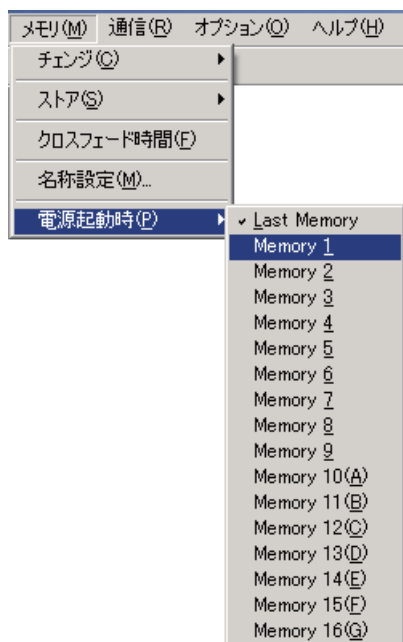 メモリ(M) 通信(R) オプション(O) ヘルプ(H)
チェンジ(C)
ストア(S)
クロスフェード時間(F)
名称設定(M)...
電源起動時(P)
Last Memory
Memory 1
Memory 2
Memory 3
Memory 4
Memory 5
Memory 6
Memory 7
Memory 8
Memory 9
Memory 10(A)
Memory 11(B)
Memory 12(C)
Memory 13(D)
Memory 14(E)
Memory 15(F)
Memory 16(G)